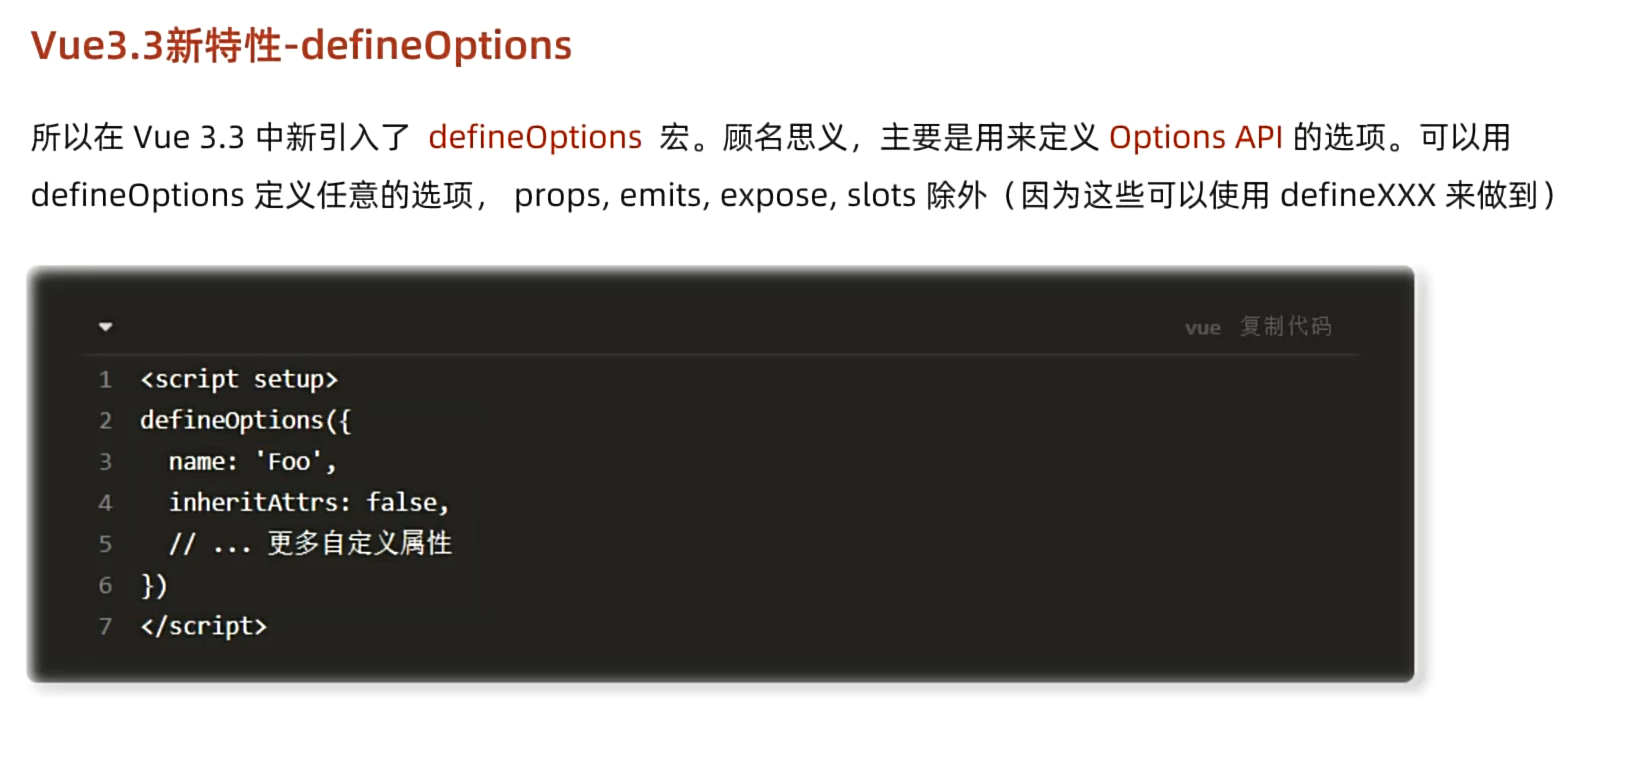 Vue3.3新特性-defineOptions
所以在 Vue 3.3 中新引入了 defineOptions 宏。顾名思义，主要是用来定义 Options API 的选项。可以用
defineOptions 定义任意的选项， props, emits, expose, slots 除外（因为这些可以使用 defineXXX 来做到）
vue 复制代码
1 <script setup>
2 defineOptions({
3   name: 'Foo',
4   inheritAttrs: false,
5   // ... 更多自定义属性
6 })
7 </script>